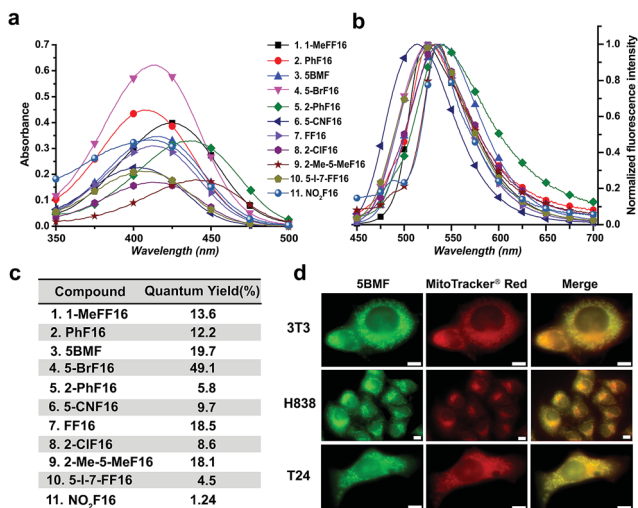 a
b
0.7
0.6
0.5
0.4
0.3
0.2
0.1
0.0
Absorbance
350
400
450
500
Wavelength (nm)
1. 1-MeFF16
2. PhF16
3. 5BMF
4. 5-BrF16
5. 2-PhF16
6. 5-CNF16
7. FF16
8. 2-ClF16
9. 2-Me-5-MeF16
10. 5-I-7-FF16
11. NO2F16
1.0
0.8
0.6
0.4
0.2
0.0
Normalized fluorescence intensity
450
500
550
600
650
700
Wavelength (nm)
c
Compound Quantum Yield(%)
1. 1-MeFF16 13.6
2. PhF16 12.2
3. 5BMF 19.7
4. 5-BrF16 49.1
5. 2-PhF16 5.8
6. 5-CNF16 9.7
7. FF16 18.5
8. 2-ClF16 8.6
9. 2-Me-5-MeF16 18.1
10. 5-I-7-FF16 4.5
11. NO2F16 1.24
d
5BMF MitoTracker® Red Merge
3T3
H838
T24